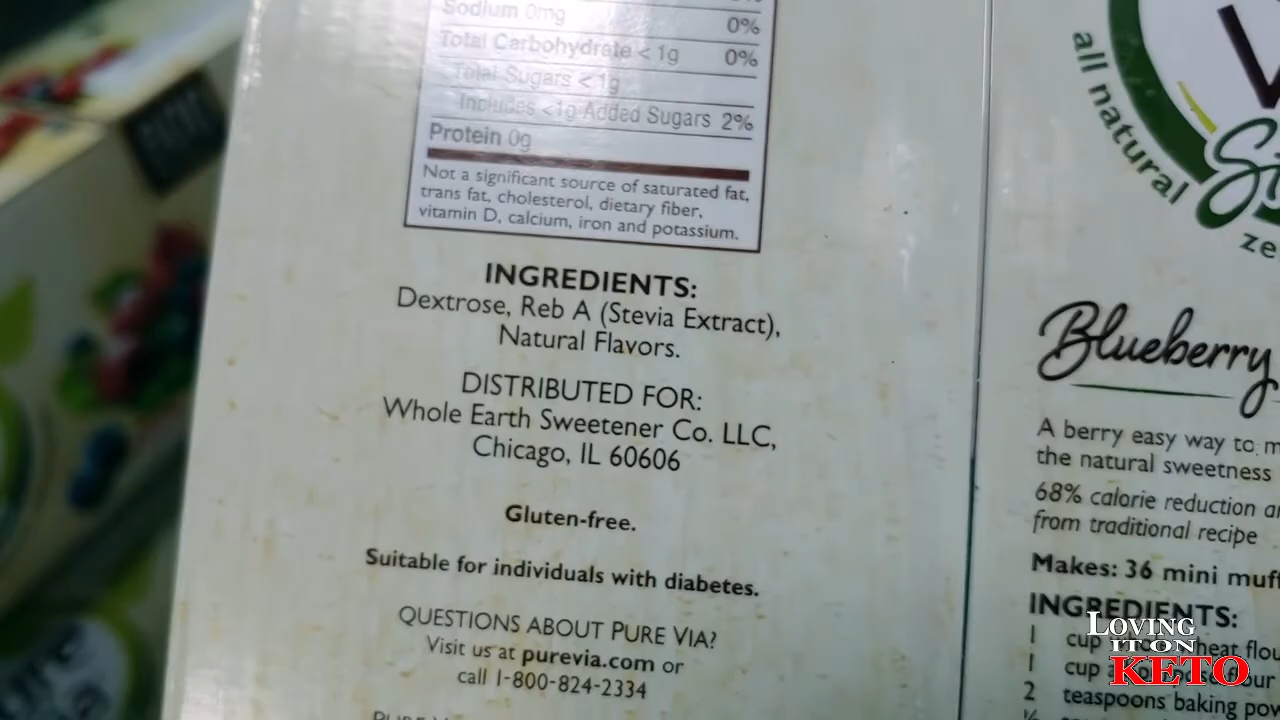 Sodium 0mg 0%
Total Carbohydrate < 1g 0%
Total Sugars < 1g
Includes <1g Added Sugars 2%
Protein 0g
Not a significant source of saturated fat,
trans fat, cholesterol, dietary fiber,
vitamin D, calcium, iron and potassium.
INGREDIENTS:
Dextrose, Reb A (Stevia Extract),
Natural Flavors.
DISTRIBUTED FOR:
Whole Earth Sweetener Co. LLC,
Chicago, IL 60606
Gluten-free.
Suitable for individuals with diabetes.
QUESTIONS ABOUT PURE VIA?
Visit us at purevia.com or
call 1-800-824-2334
all natural
Blueberry
A berry easy way to
the natural sweetness
68% calorie reduction
from traditional recipe
Makes: 36 mini
INGREDIENTS:
1 cup
1 cup
2 teaspoons baking
LOVING
IT ON
KETO